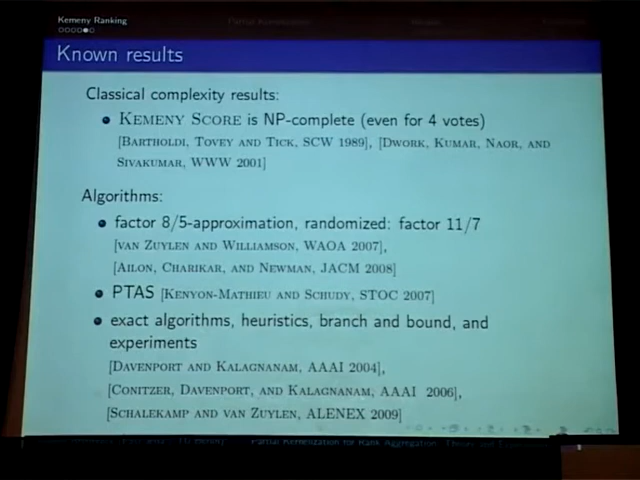 Kemeny Ranking
Known results
Classical complexity results:
KEMENY SCORE is NP-complete (even for 4 votes)
[BARTHOLDI, TOVEY AND TICK, SCW 1989], [DWORK, KUMAR, NAOR, AND
SIVAKUMAR, WWW 2001]
Algorithms:
factor 8/5-approximation, randomized: factor 11/7
[VAN ZUYLEN AND WILLIAMSON, WAOA 2007],
[AILON, CHARIKAR, AND NEWMAN, JACM 2008]
PTAS [KENYON-MATHIEU AND SCHUDY, STOC 2007]
exact algorithms, heuristics, branch and bound, and
experiments
[DAVENPORT AND KALAGNANAM, AAAI 2004],
[CONITZER, DAVENPORT, AND KALAGNANAM, AAAI 2006],
[SCHALEKAMP AND VAN ZUYLEN, ALENEX 2009]
Partial Kernelization for Rank Aggregation: Theory and